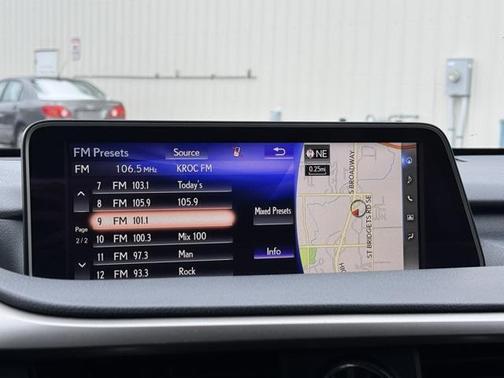 FM Presets Source
FM 106.5 MHz KROC FM
7 FM 103.1 Today's
8 FM 105.9 105.9
9 FM 101.1
10 FM 100.3 Mix 100
11 FM 97.3 Man
12 FM 93.3 Rock
Page
2/2
Mixed Presets
Info
NE
0.25mi
S BROADWAY
ST BRIDGETS RD SE